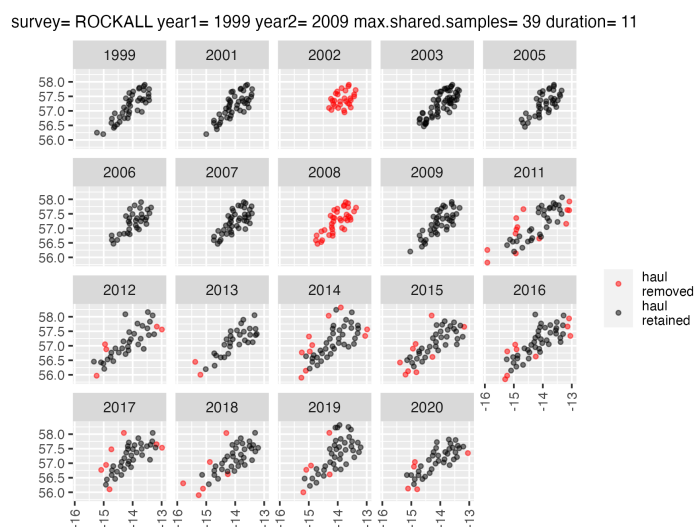 survey= ROCKALL year1= 1999 year2= 2009 max.shared.samples= 39 duration= 11
1999 2001 2002 2003 2005
58.0
57.5
57.0
56.5
56.0
2006 2007 2008 2009 2011
58.0
57.5
57.0
56.5
56.0
haul
removed
haul
retained
2012 2013 2014 2015 2016
58.0
57.5
57.0
56.5
56.0
-16 -15 -14 -13
2017 2018 2019 2020
58.0
57.5
57.0
56.5
56.0
-16 -15 -14 -13 -16 -15 -14 -13 -16 -15 -14 -13 -16 -15 -14 -13